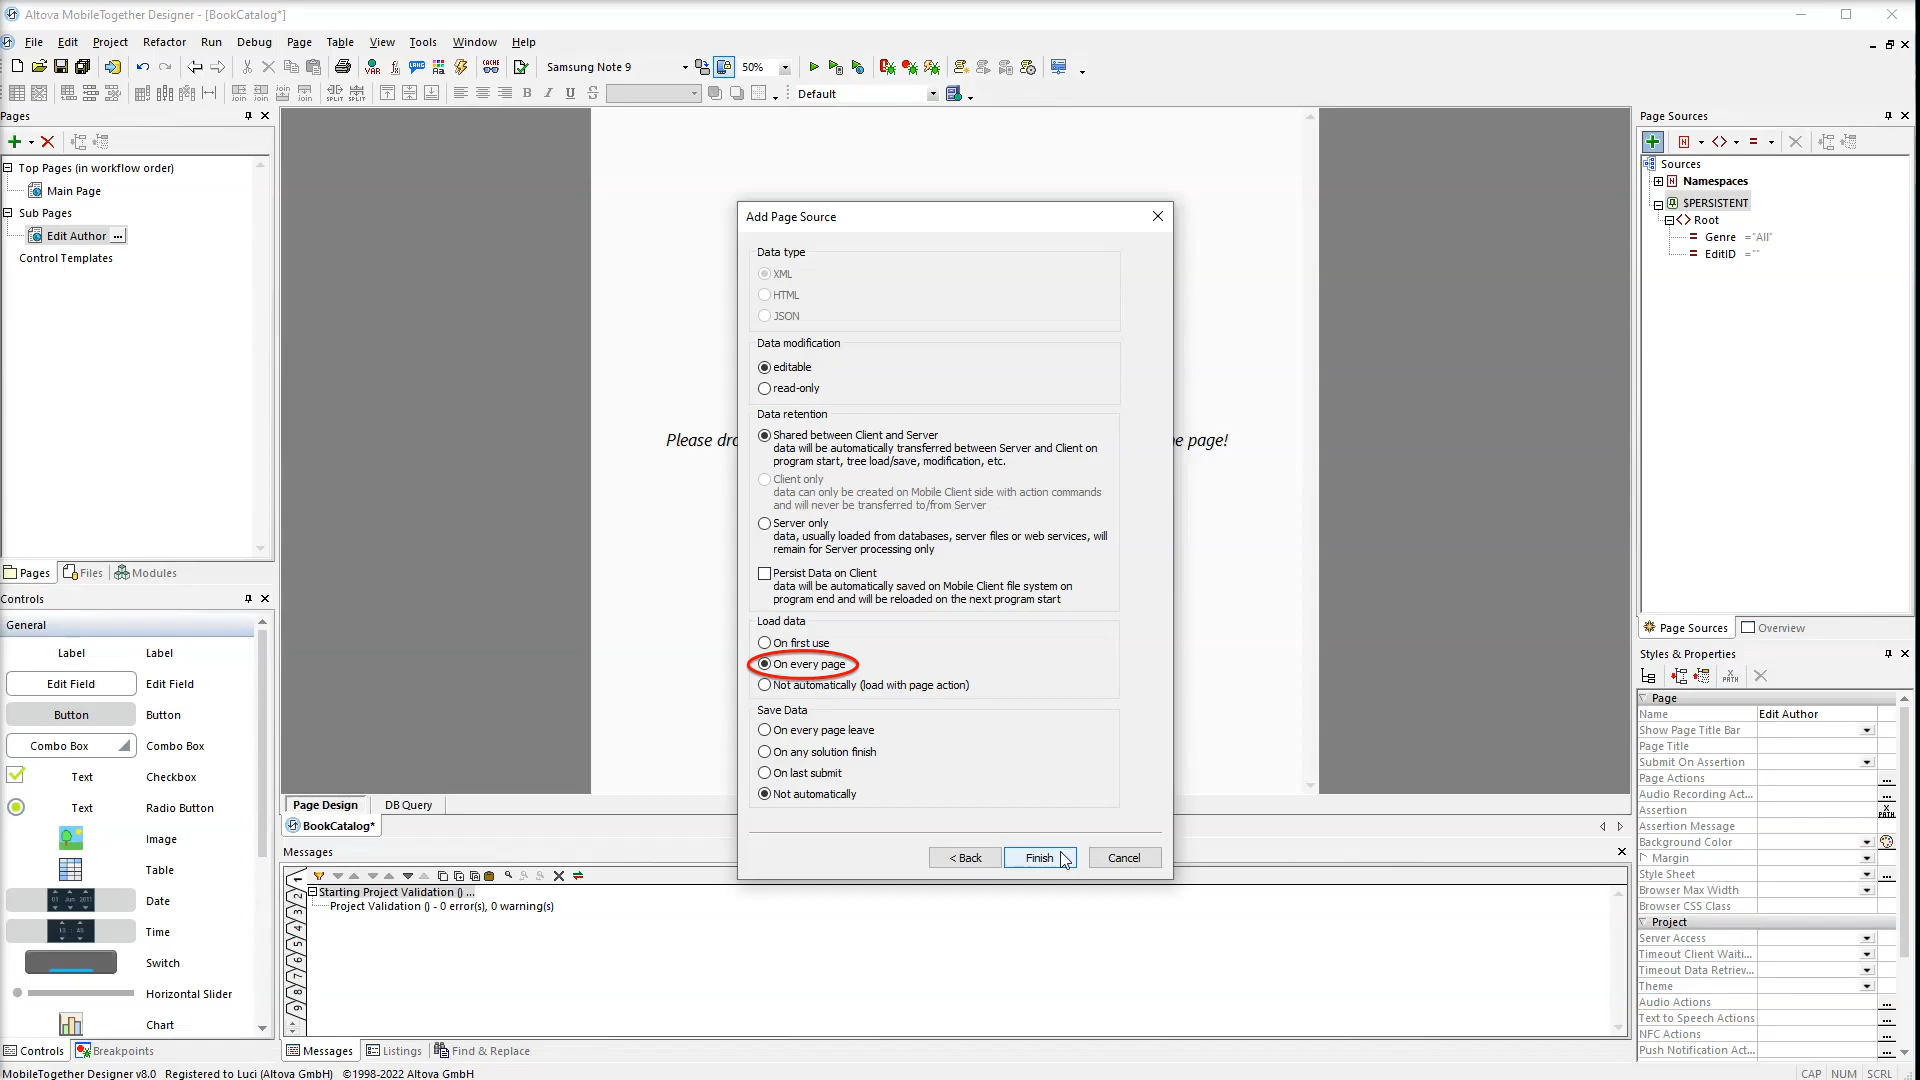 Altova MobileTogether Designer - [BookCatalog*]
File Edit Project Refactor Run Debug Page Table View Tools Window Help
Samsung Note 9 50%
Default
Pages
Top Pages (in workflow order)
Main Page
Sub Pages
Edit Author ...
Control Templates
Pages Files Modules
Controls
General
Label Label
Edit Field Edit Field
Button Button
Combo Box Combo Box
Text Checkbox
Text Radio Button
Image
Table
Date
Time
Switch
Horizontal Slider
Chart
Controls Breakpoints
Please dro
e page!
Add Page Source
Data type
XML
HTML
JSON
Data modification
editable
read-only
Data retention
Shared between Client and Server
data will be automatically transferred between Server and Client on
program start, tree load/save, modification, etc.
Client only
data can only be created on Mobile Client side with action commands
and will never be transferred to/from Server
Server only
data, usually loaded from databases, server files or web services, will
remain for Server processing only
Persist Data on Client
data will be automatically saved on Mobile Client file system on
program end and will be reloaded on the next program start
Load data
On first use
On every page
Not automatically (load with page action)
Save Data
On every page leave
On any solution finish
On last submit
Not automatically
< Back Finish Cancel
Page Design DB Query
BookCatalog*
Messages
Starting Project Validation () ...
Project Validation () - 0 error(s), 0 warning(s)
Messages Listings Find & Replace
Page Sources
Sources
Namespaces
$PERSISTENT
Root
Genre ="All"
EditID =""
Page Sources Overview
Styles & Properties
Page
Name Edit Author
Show Page Title Bar
Page Title
Submit On Assertion
Page Actions
Audio Recording Act...
Assertion
Assertion Message
Background Color
Margin
Style Sheet
Browser Max Width
Browser CSS Class
Project
Server Access
Timeout Client Waiti...
Timeout Data Retriev...
Theme
Audio Actions
Text to Speech Actions
NFC Actions
Push Notification Act...
MobileTogether Designer v8.0 Registered to Luci (Altova GmbH) ©1998-2022 Altova GmbH
CAP NUM SCRL